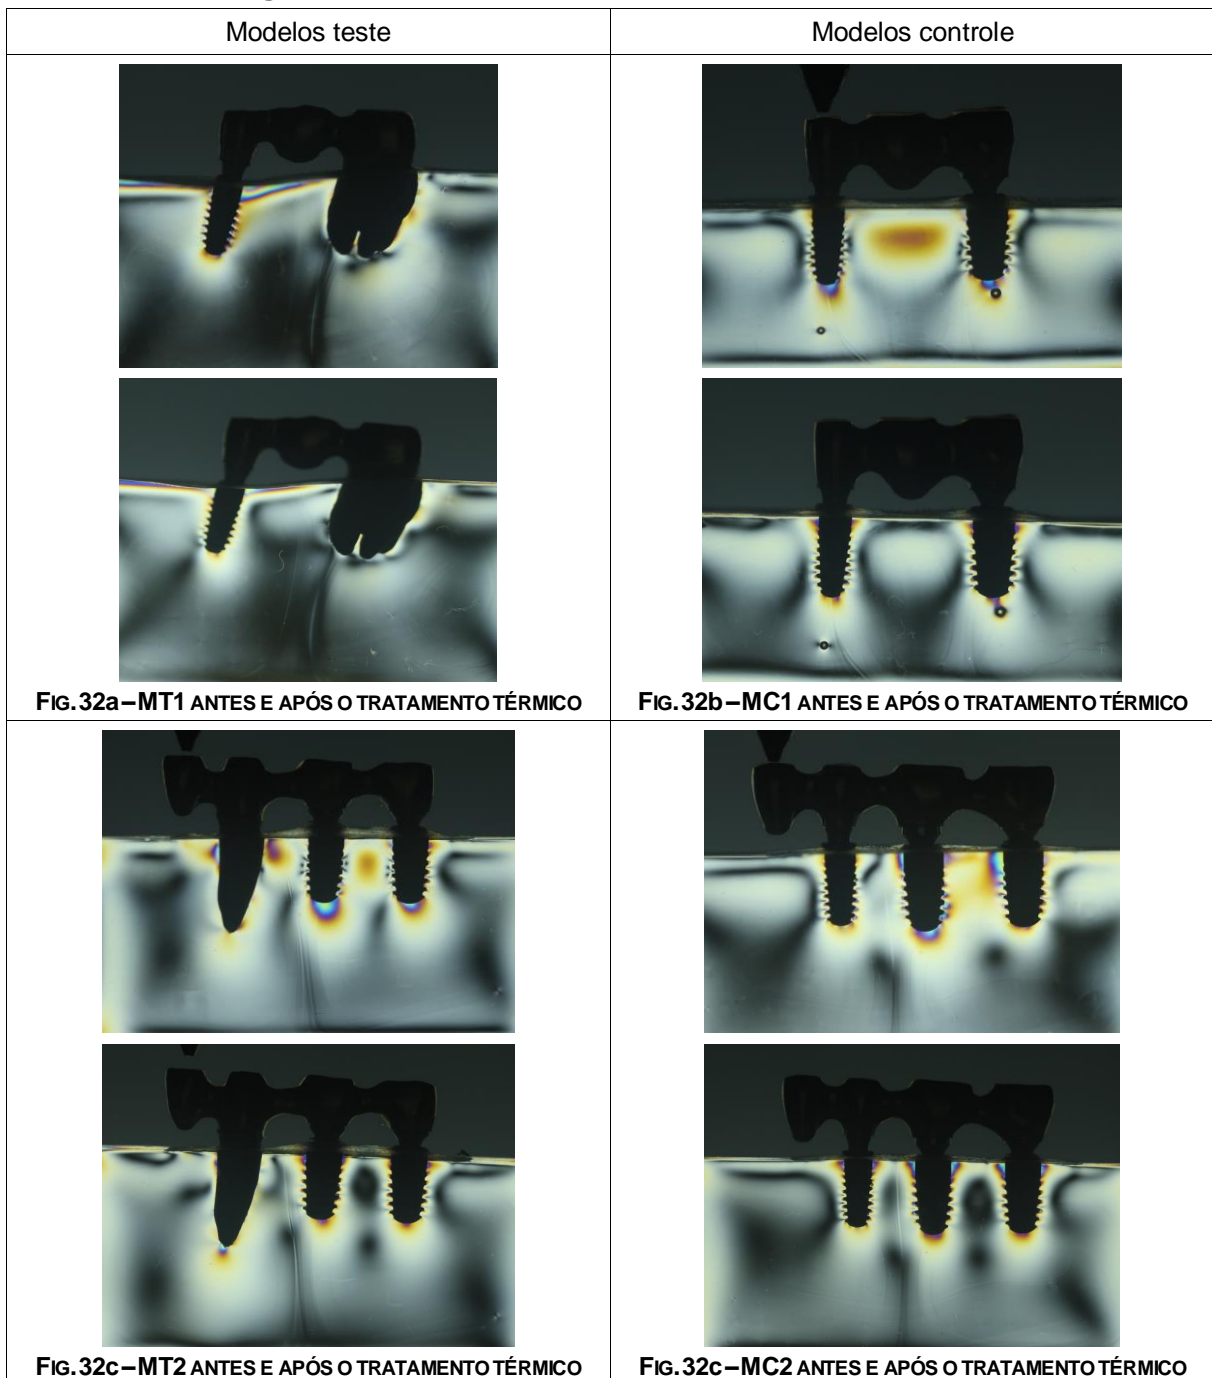 Modelos teste
Modelos controle
FIG.32a–MT1 ANTES E APÓS O TRATAMENTO TÉRMICO
FIG.32b–MC1 ANTES E APÓS O TRATAMENTO TÉRMICO
FIG.32c–MT2 ANTES E APÓS O TRATAMENTO TÉRMICO
FIG.32c–MC2 ANTES E APÓS O TRATAMENTO TÉRMICO